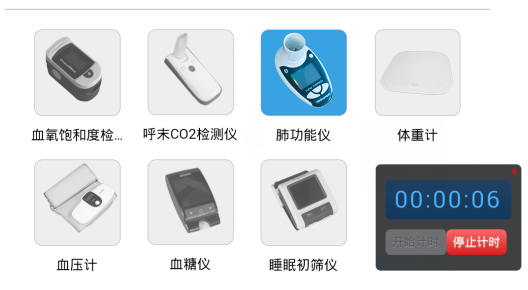 血氧饱和度检...
呼末CO2检测仪
肺功能仪
体重计
血压计
血糖仪
睡眠初筛仪
00:00:06
开始计时
停止计时